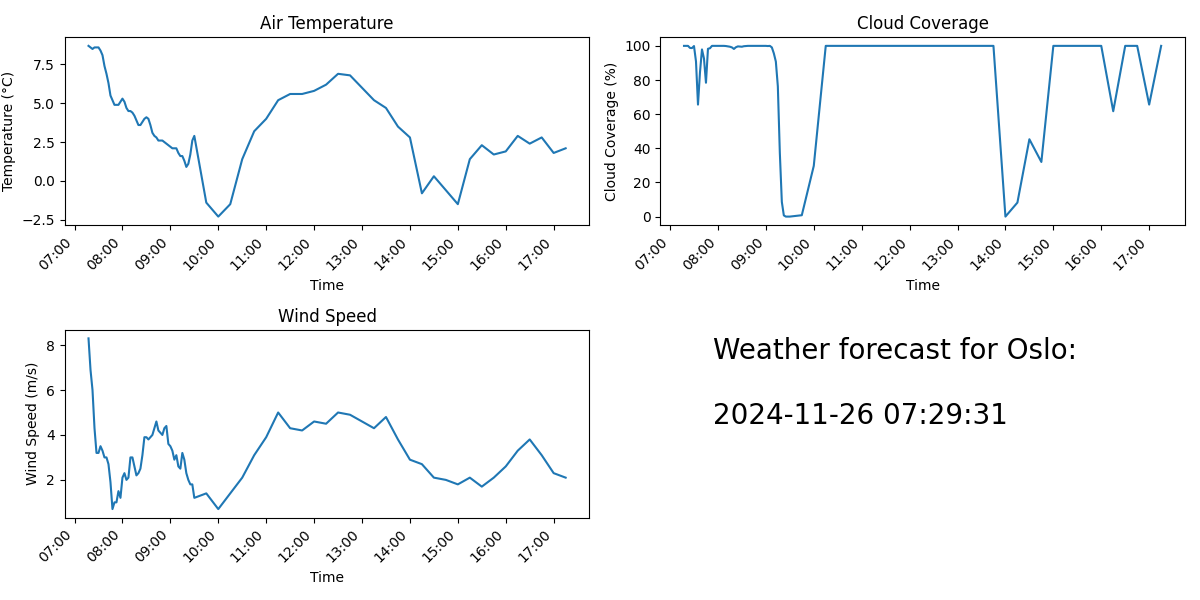 Air Temperature
Temperature (°C)
7.5
5.0
2.5
0.0
−2.5
07:00 08:00 09:00 10:00 11:00 12:00 13:00 14:00 15:00 16:00 17:00
Time
Cloud Coverage
Cloud Coverage (%)
100
80
60
40
20
0
07:00 08:00 09:00 10:00 11:00 12:00 13:00 14:00 15:00 16:00 17:00
Time
Wind Speed
Wind Speed (m/s)
8
6
4
2
07:00 08:00 09:00 10:00 11:00 12:00 13:00 14:00 15:00 16:00 17:00
Time
Weather forecast for Oslo:
2024-11-26 07:29:31